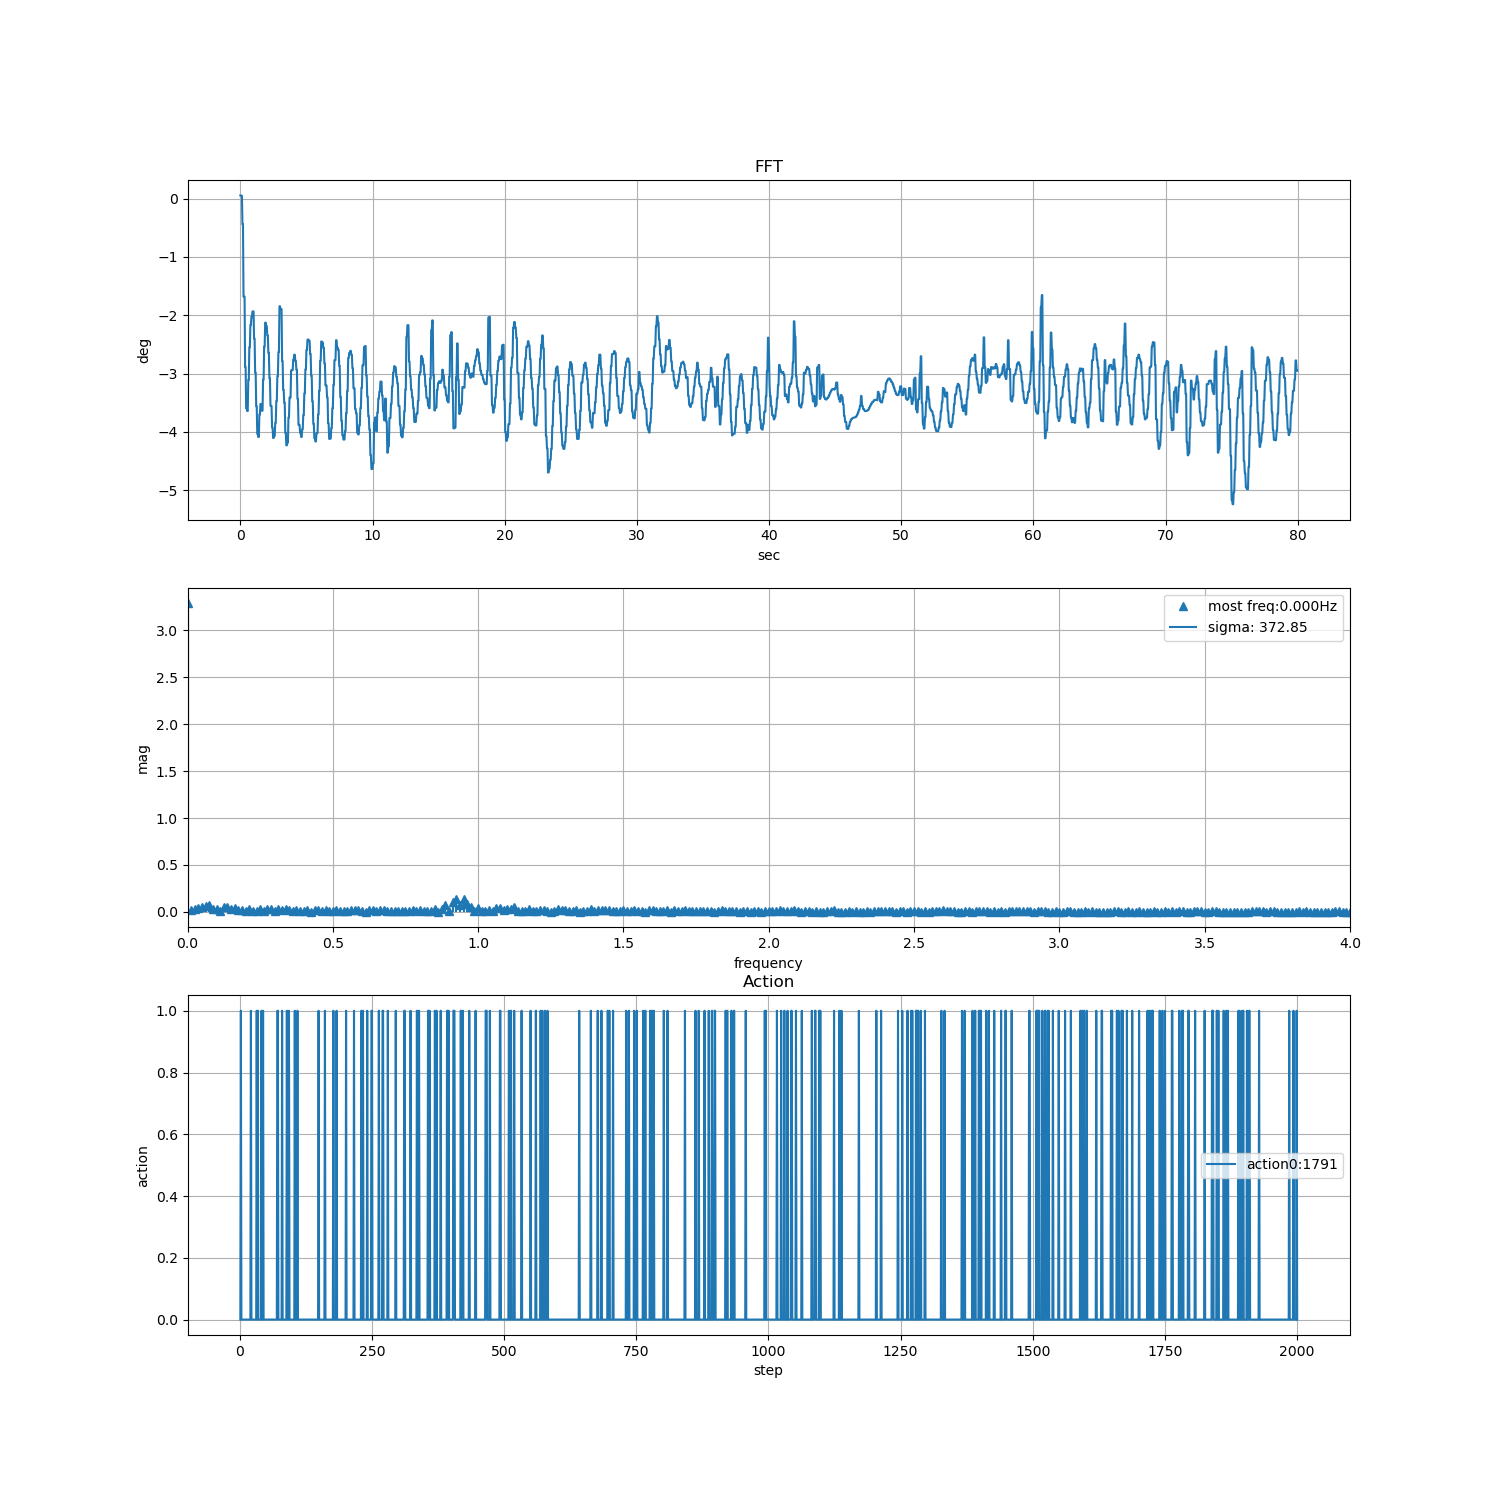 FFT
0
−1
−2
−3
−4
−5
deg
0 10 20 30 40 50 60 70 80
sec
most freq:0.000Hz
sigma: 372.85
3.0
2.5
2.0
1.5
1.0
0.5
0.0
mag
0.0 0.5 1.0 1.5 2.0 2.5 3.0 3.5 4.0
frequency
Action
1.0
0.8
0.6
0.4
0.2
0.0
action
action0:1791
0 250 500 750 1000 1250 1500 1750 2000
step